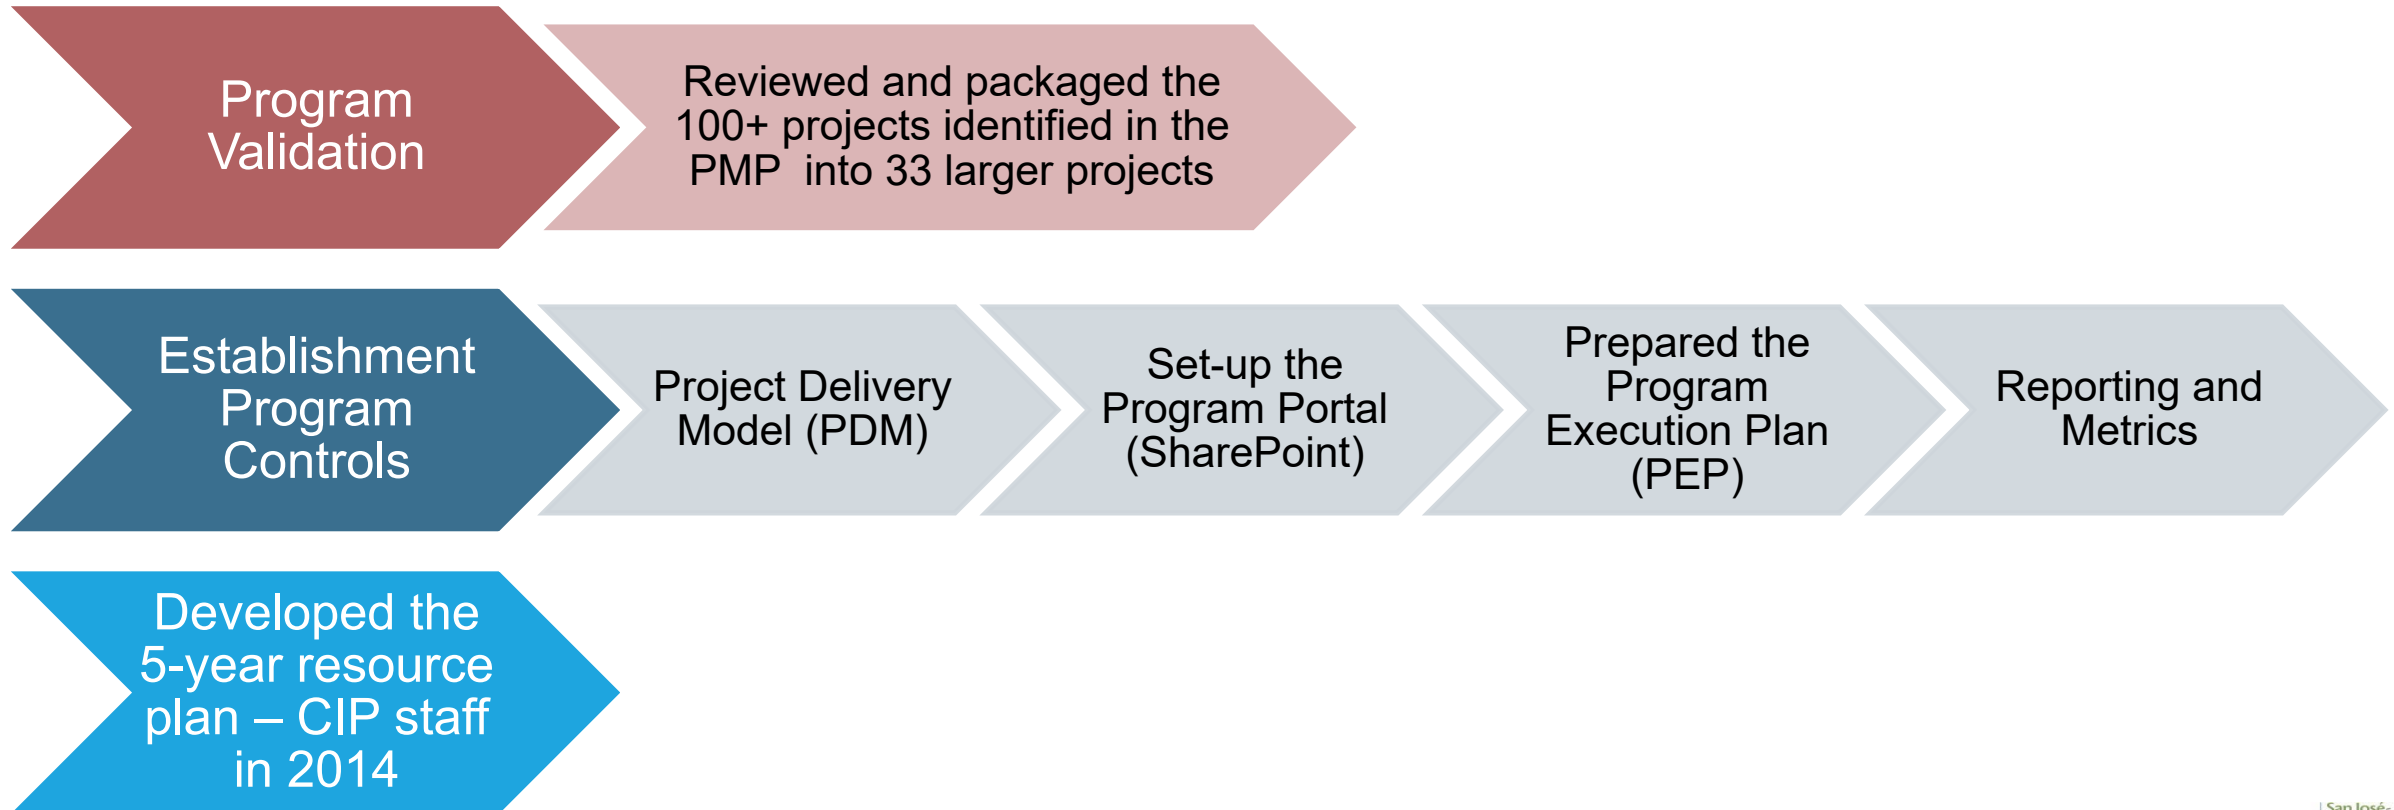 Program
Validation
Reviewed and packaged the
100+ projects identified in the
PMP into 33 larger projects
Establishment
Program
Controls
Project Delivery
Model (PDM)
Set-up the
Program Portal
(SharePoint)
Prepared the
Program
Execution Plan
(PEP)
Reporting and
Metrics
Developed the
5-year resource
plan – CIP staff
in 2014
San José-